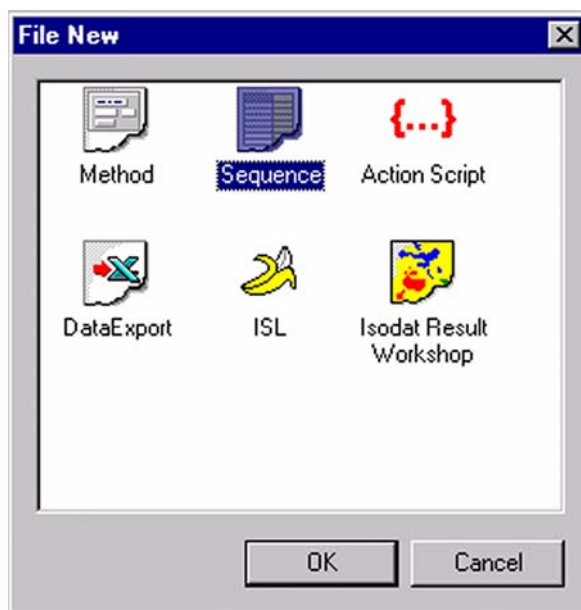 File New
Method
Sequence
{...}
Action Script
DataExport
ISL
Isodat Result
Workshop
OK
Cancel